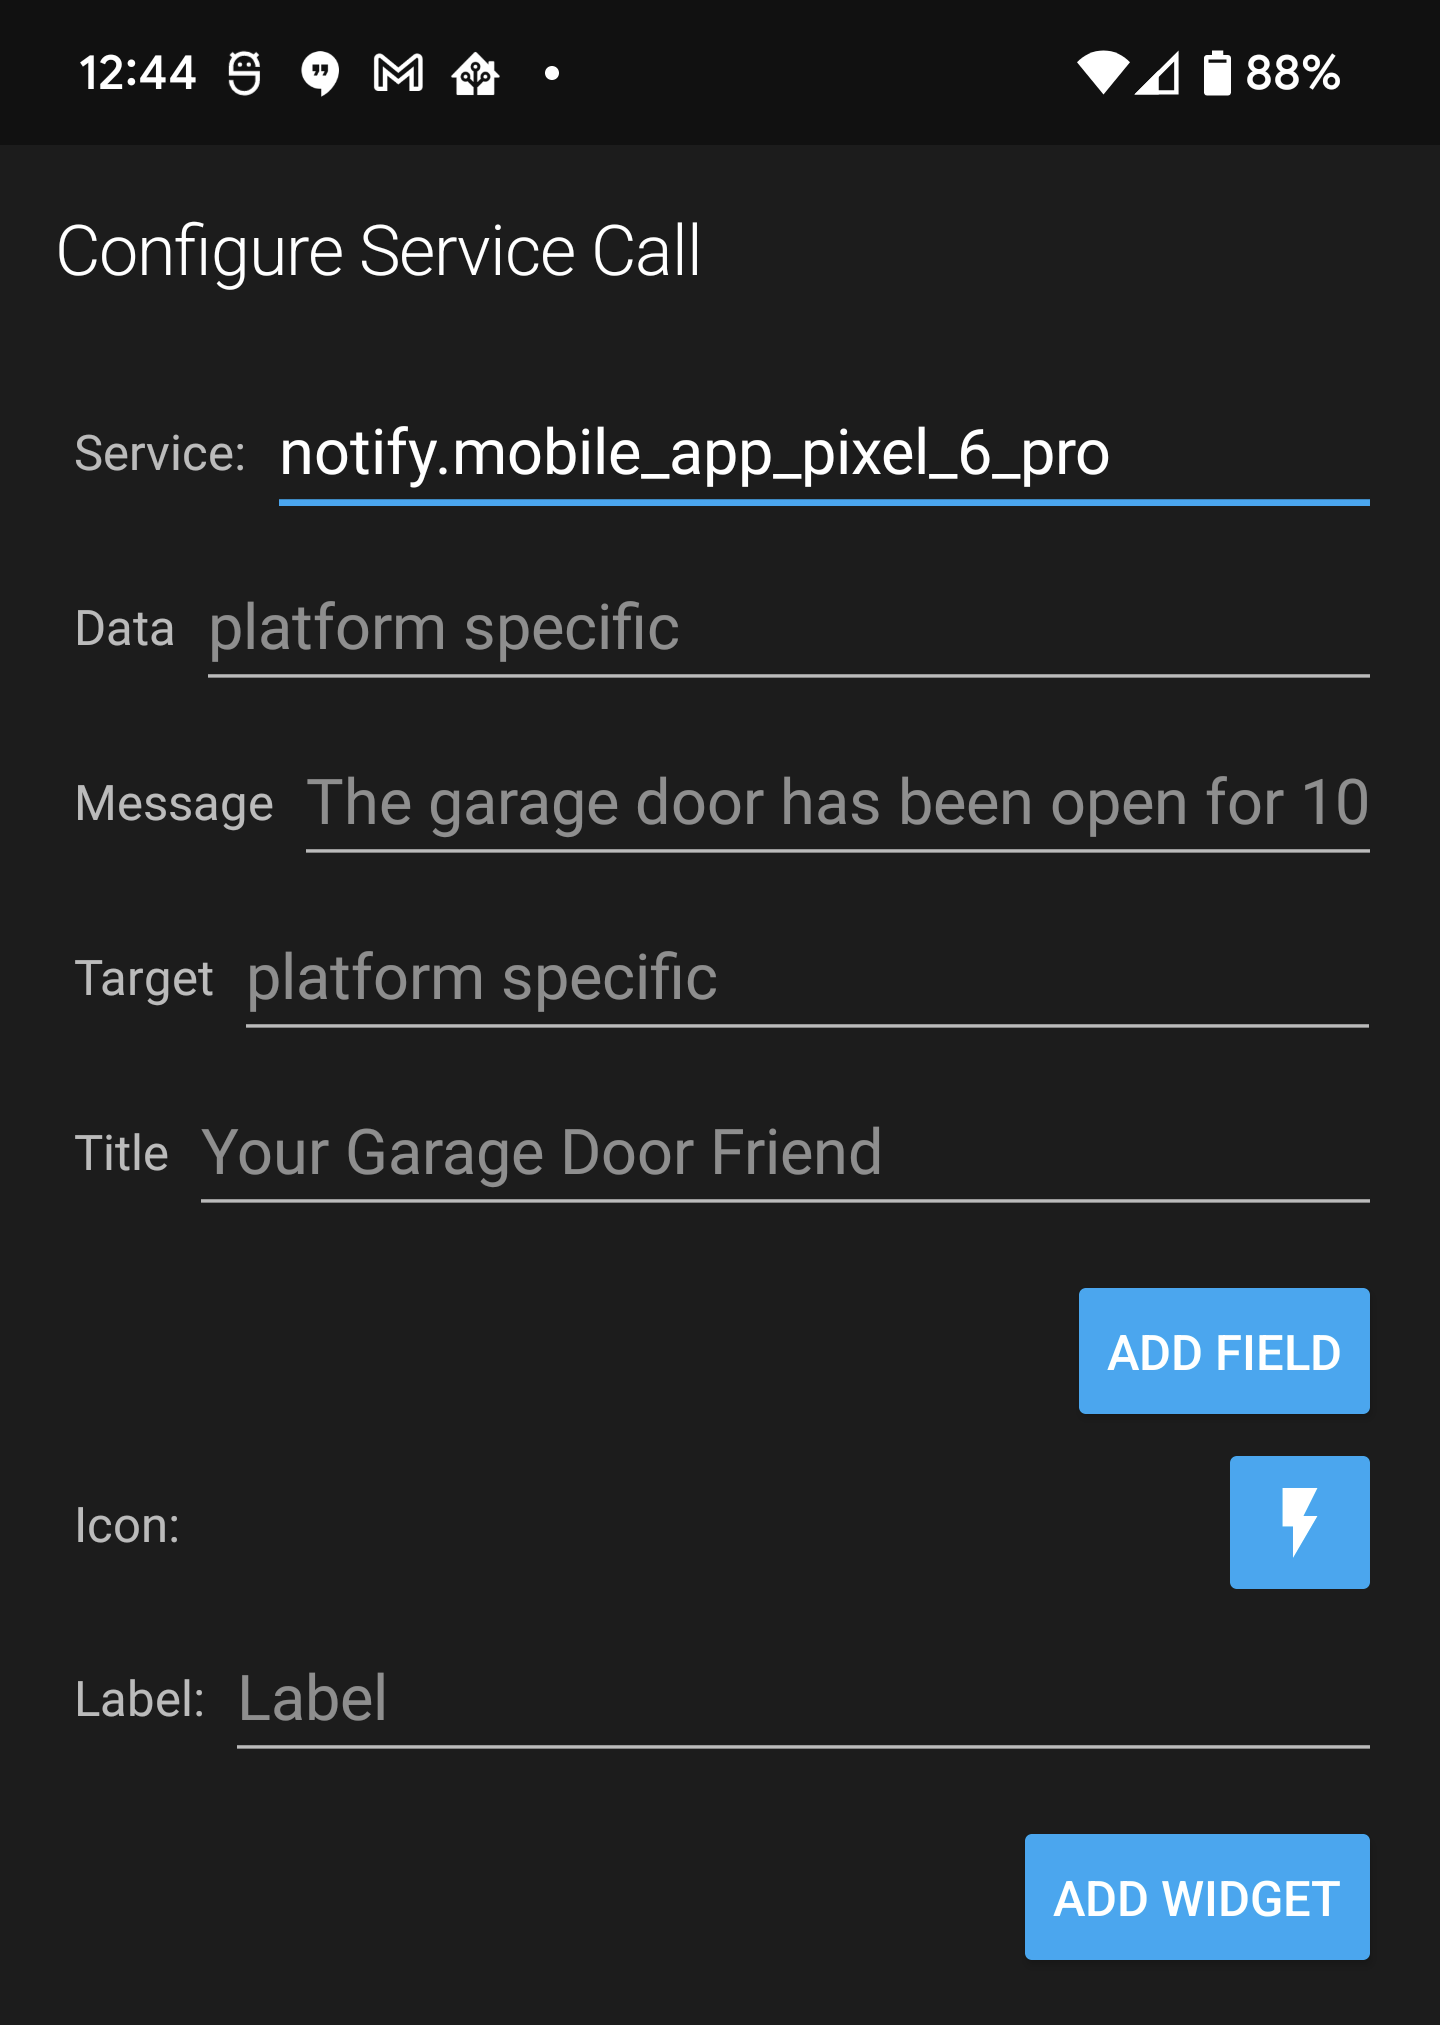 12:44 88%
Configure Service Call
Service: notify.mobile_app_pixel_6_pro
Data platform specific
Message The garage door has been open for 10
Target platform specific
Title Your Garage Door Friend
ADD FIELD
Icon:
Label: Label
ADD WIDGET